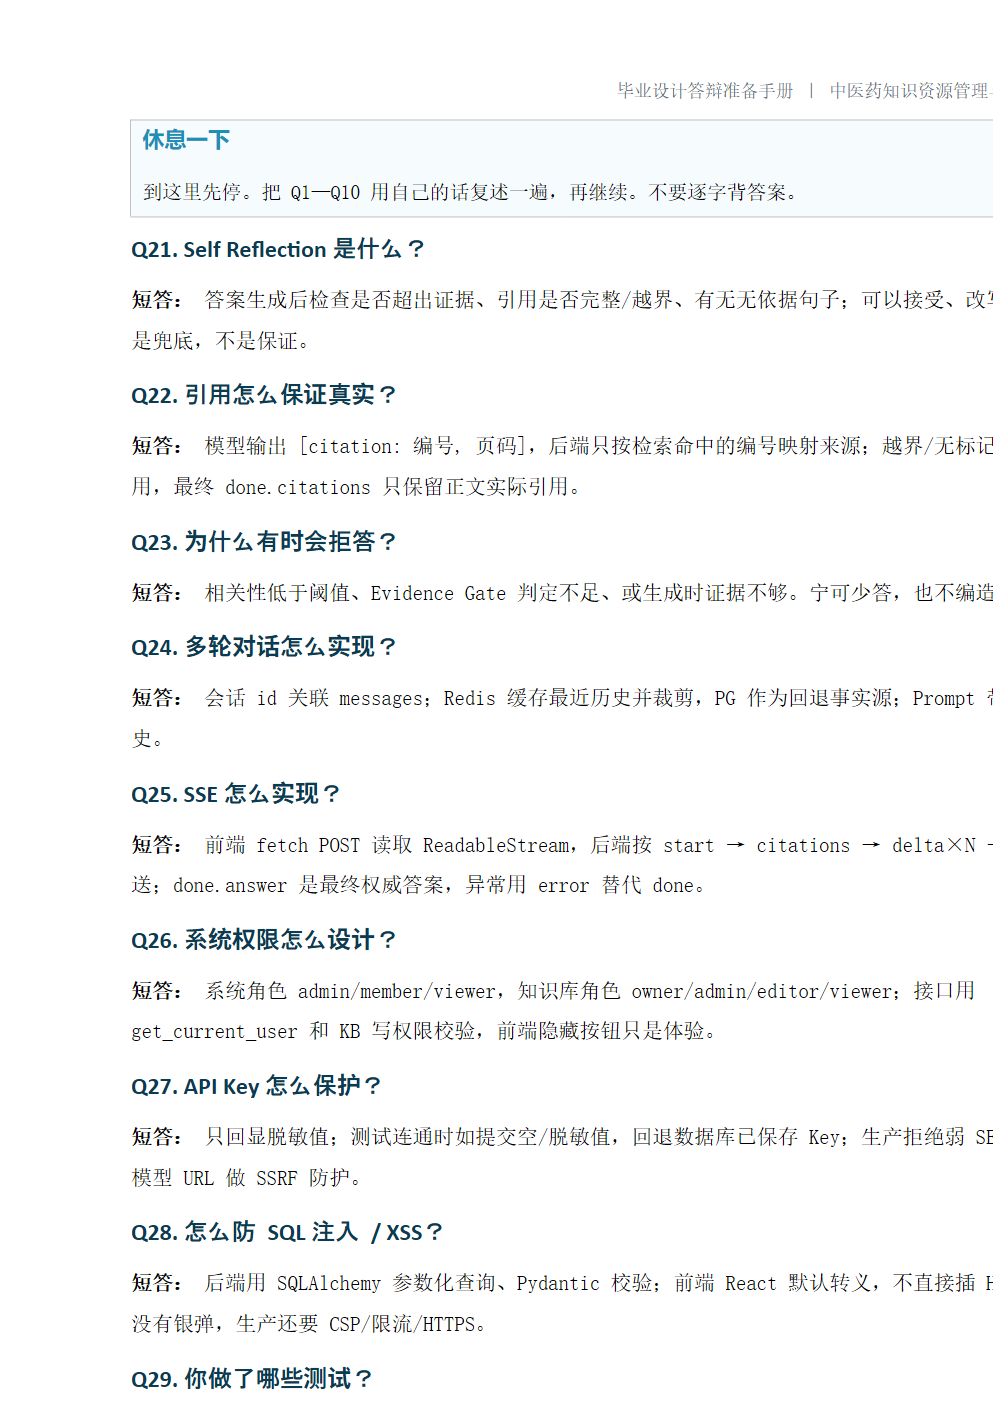 毕业设计答辩准备手册 | 中医药知识资源管理
休息一下
到这里先停。把 Q1—Q10 用自己的话复述一遍，再继续。不要逐字背答案。
Q21. Self Reflection 是什么？
短答： 答案生成后检查是否超出证据、引用是否完整/越界、有无无依据句子；可以接受、改写
是兜底，不是保证。
Q22. 引用怎么保证真实？
短答： 模型输出 [citation: 编号, 页码]，后端只按检索命中的编号映射来源；越界/无标记
用，最终 done.citations 只保留正文实际引用。
Q23. 为什么有时会拒答？
短答： 相关性低于阈值、Evidence Gate 判定不足、或生成时证据不够。宁可少答，也不编造
Q24. 多轮对话怎么实现？
短答： 会话 id 关联 messages；Redis 缓存最近历史并裁剪，PG 作为回退事实源；Prompt
史。
Q25. SSE 怎么实现？
短答： 前端 fetch POST 读取 ReadableStream，后端按 start → citations → delta×N
送；done.answer 是最终权威答案，异常用 error 替代 done。
Q26. 系统权限怎么设计？
短答： 系统角色 admin/member/viewer，知识库角色 owner/admin/editor/viewer；接口用
get_current_user 和 KB 写权限校验，前端隐藏按钮只是体验。
Q27. API Key 怎么保护？
短答： 只回显脱敏值；测试连通时如提交空/脱敏值，回退数据库已保存 Key；生产拒绝弱
模型 URL 做 SSRF 防护。
Q28. 怎么防 SQL 注入 / XSS？
短答： 后端用 SQLAlchemy 参数化查询、Pydantic 校验；前端 React 默认转义，不直接插
没有银弹，生产还要 CSP/限流/HTTPS。
Q29. 你做了哪些测试？